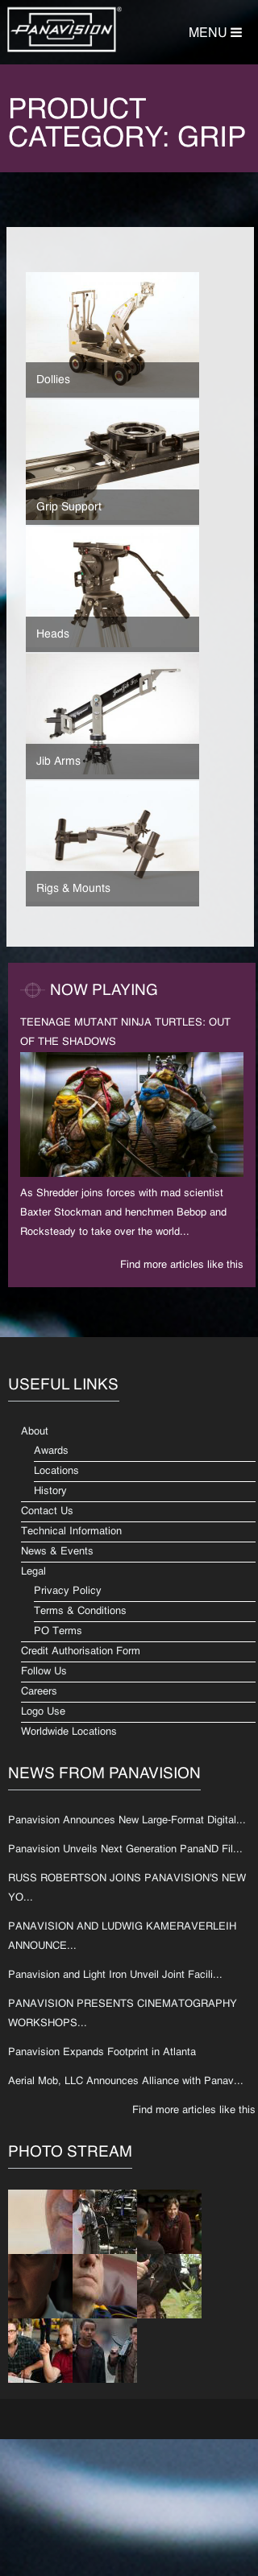 PANAVISION®
MENU
PRODUCT
CATEGORY: GRIP
Dollies
Grip Support
Heads
Jib Arms
Rigs & Mounts
NOW PLAYING
TEENAGE MUTANT NINJA TURTLES: OUT
OF THE SHADOWS
As Shredder joins forces with mad scientist
Baxter Stockman and henchmen Bebop and
Rocksteady to take over the world...
Find more articles like this
USEFUL LINKS
About
Awards
Locations
History
Contact Us
Technical Information
News & Events
Legal
Privacy Policy
Terms & Conditions
PO Terms
Credit Authorisation Form
Follow Us
Careers
Logo Use
Worldwide Locations
NEWS FROM PANAVISION
Panavision Announces New Large-Format Digital...
Panavision Unveils Next Generation PanaND Fil...
RUSS ROBERTSON JOINS PANAVISION'S NEW
YO...
PANAVISION AND LUDWIG KAMERAVERLEIH
ANNOUNCE...
Panavision and Light Iron Unveil Joint Facili...
PANAVISION PRESENTS CINEMATOGRAPHY
WORKSHOPS...
Panavision Expands Footprint in Atlanta
Aerial Mob, LLC Announces Alliance with Panav...
Find more articles like this
PHOTO STREAM